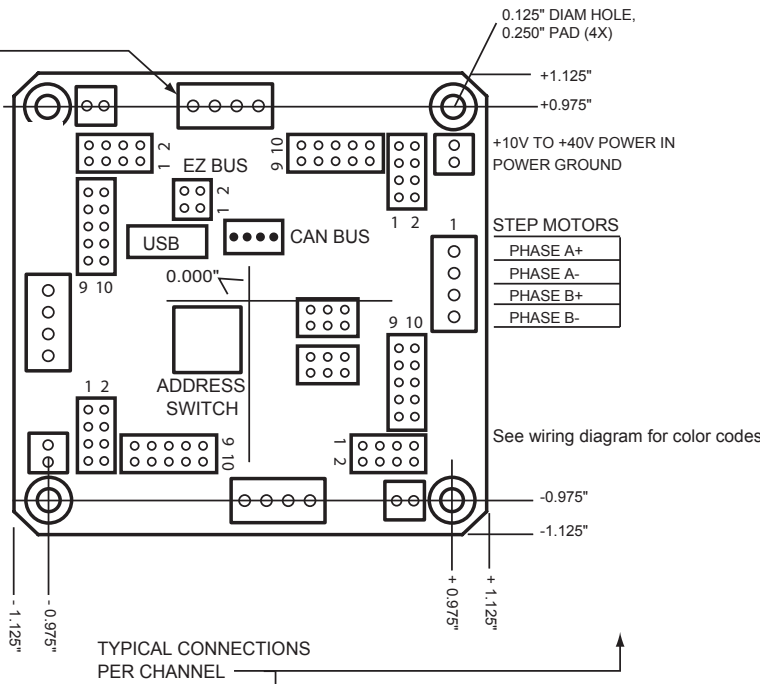 0.125" DIAM HOLE,
0.250" PAD (4X)
+1.125"
+0.975"
+10V TO +40V POWER IN
POWER GROUND
1 2
EZ BUS
9 10
1 2
1 2
1
STEP MOTORS
USB
CAN BUS
PHASE A+
PHASE A-
PHASE B+
PHASE B-
0.000"
9 10
9 10
ADDRESS
SWITCH
1 2
9 10
1 2
See wiring diagram for color codes
-0.975"
-1.125"
- 1.125"
- 0.975"
+ 0.975"
+ 1.125"
TYPICAL CONNECTIONS
PER CHANNEL